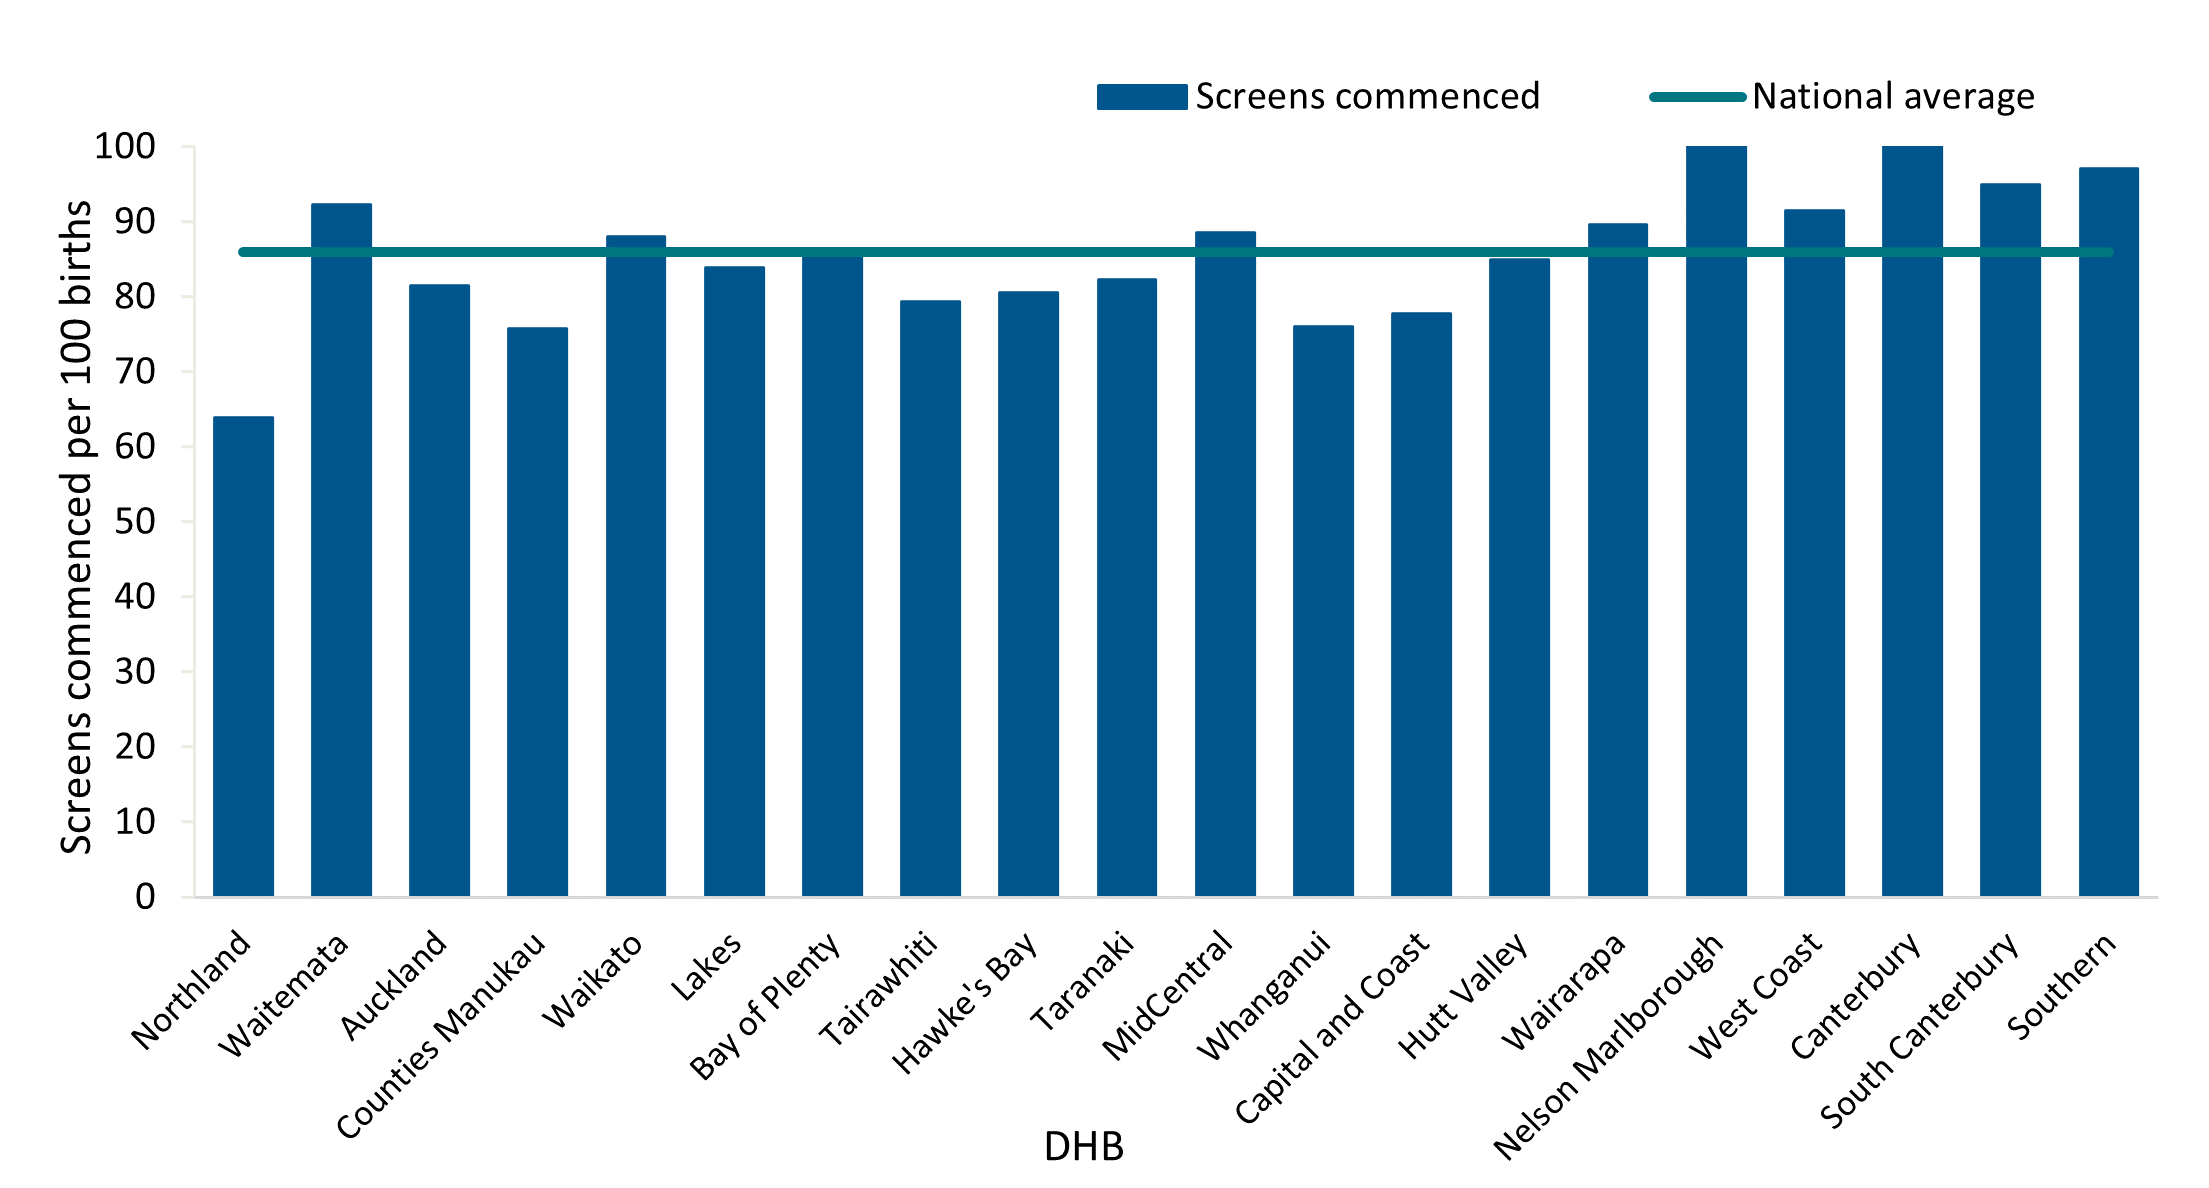 Screens commenced
National average
Screens commenced per 100 births
100
90
80
70
60
50
40
30
20
10
0
Northland
Waitemata
Auckland
Counties Manukau
Waikato
Lakes
Bay of Plenty
Tairawhiti
Hawke's Bay
Taranaki
MidCentral
Whanganui
Capital and Coast
Hutt Valley
Wairarapa
Nelson Marlborough
West Coast
Canterbury
South Canterbury
Southern
DHB